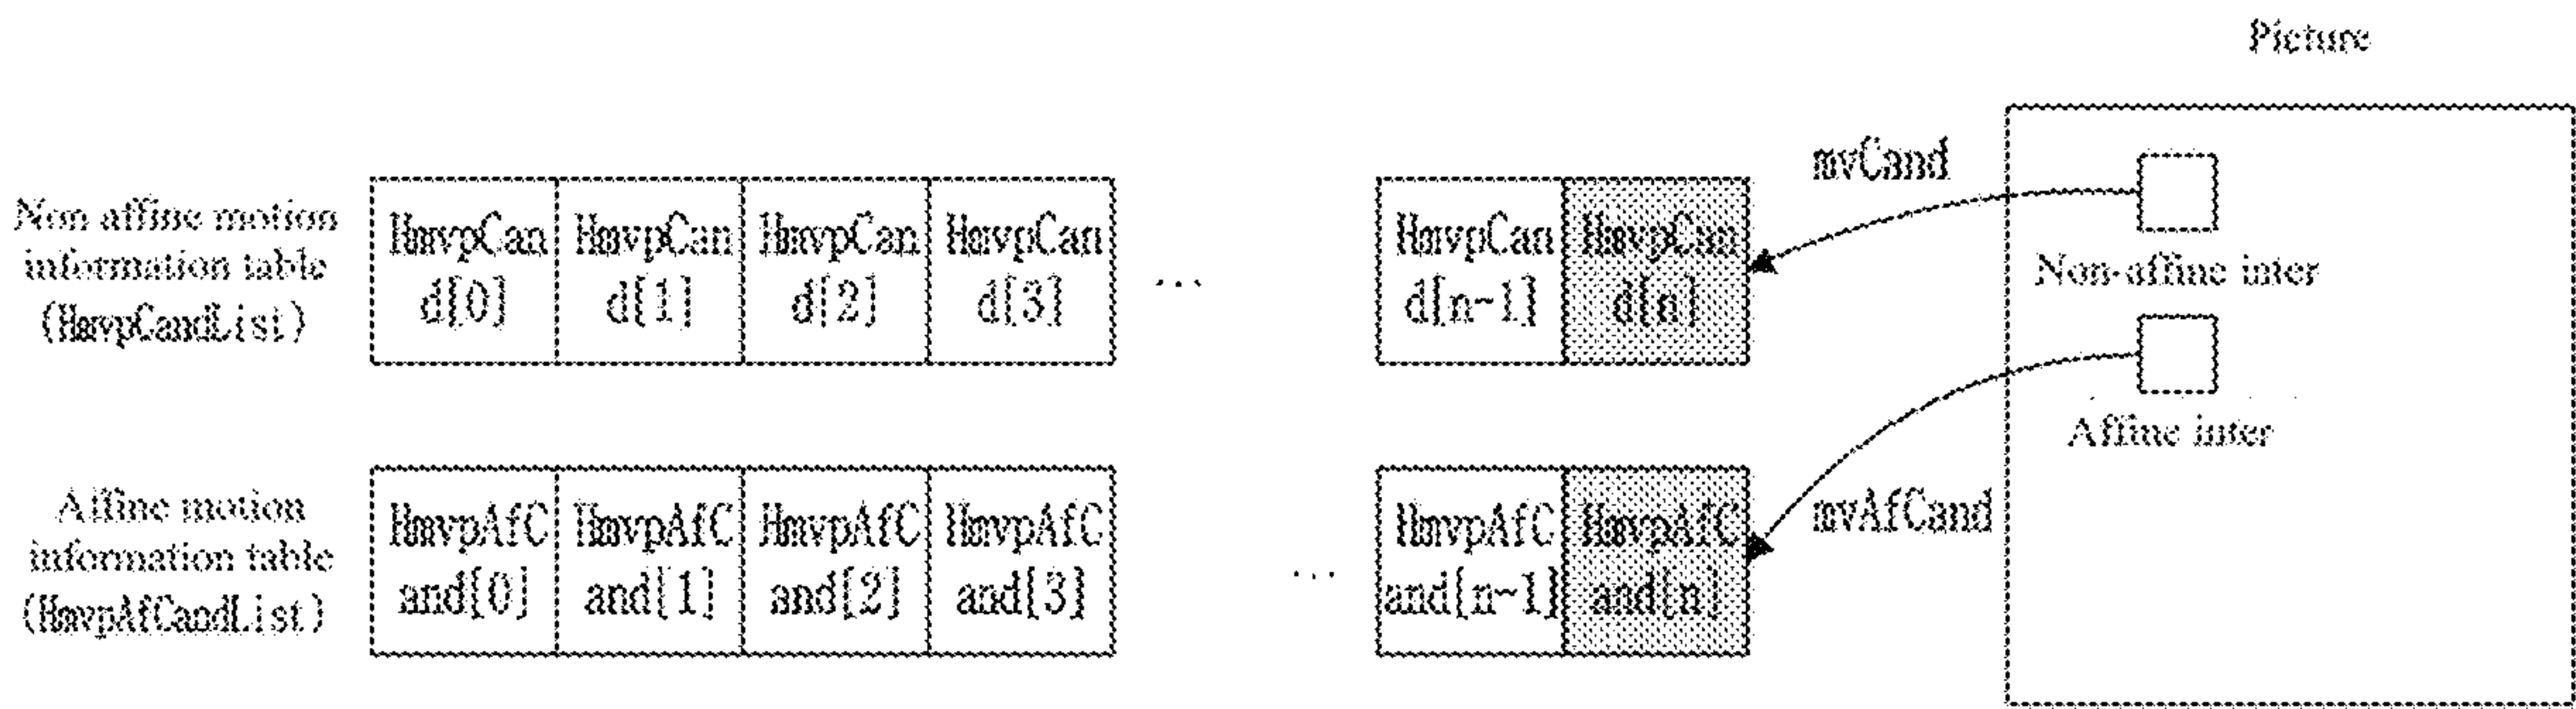 Picture
mvCand
Non affine motion
information table
(HmvpCandList)
HmvpCan
d[0]
HmvpCan
d[1]
HmvpCan
d[2]
HmvpCan
d[3]
...
HmvpCan
d[n-1]
HmvpCan
d[n]
Non-affine inter
Affine inter
Affine motion
information table
(HmvpAfCandList)
HmvpAfC
and[0]
HmvpAfC
and[1]
HmvpAfC
and[2]
HmvpAfC
and[3]
...
HmvpAfC
and[n-1]
HmvpAfC
and[n]
mvAfCand